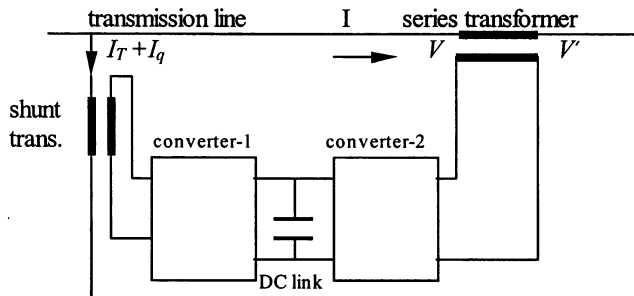 transmission line I series transformer
I_T + I_q V V'
shunt
trans.
converter-1 converter-2
DC link